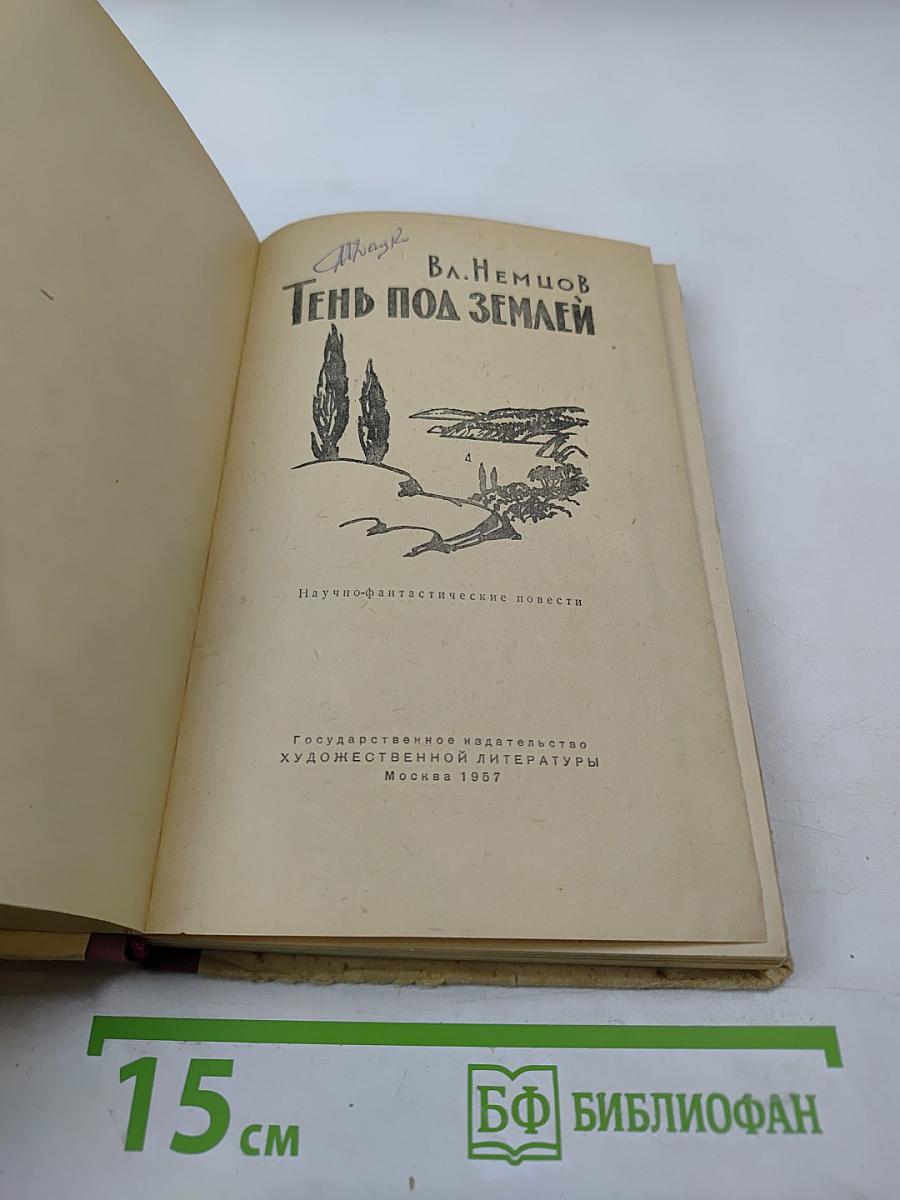 Вл. Немцов
Тень под землей
Научно-фантастические повести
Государственное издательство
ХУДОЖЕСТВЕННОЙ ЛИТЕРАТУРЫ
Москва 1957
15 см
БФ БИБЛИОФАН